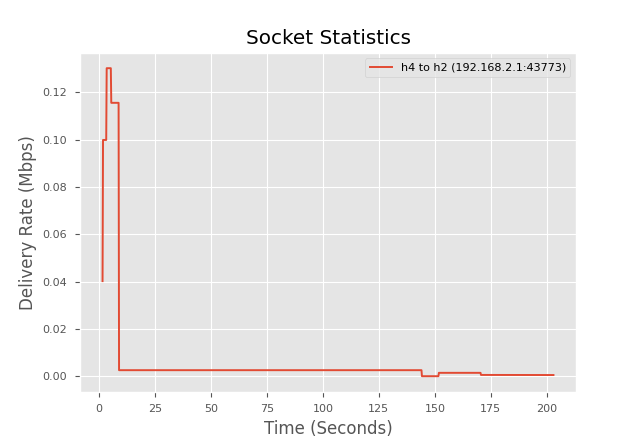 Socket Statistics
h4 to h2 (192.168.2.1:43773)
Delivery Rate (Mbps)
0.12
0.10
0.08
0.06
0.04
0.02
0.00
0 25 50 75 100 125 150 175 200
Time (Seconds)